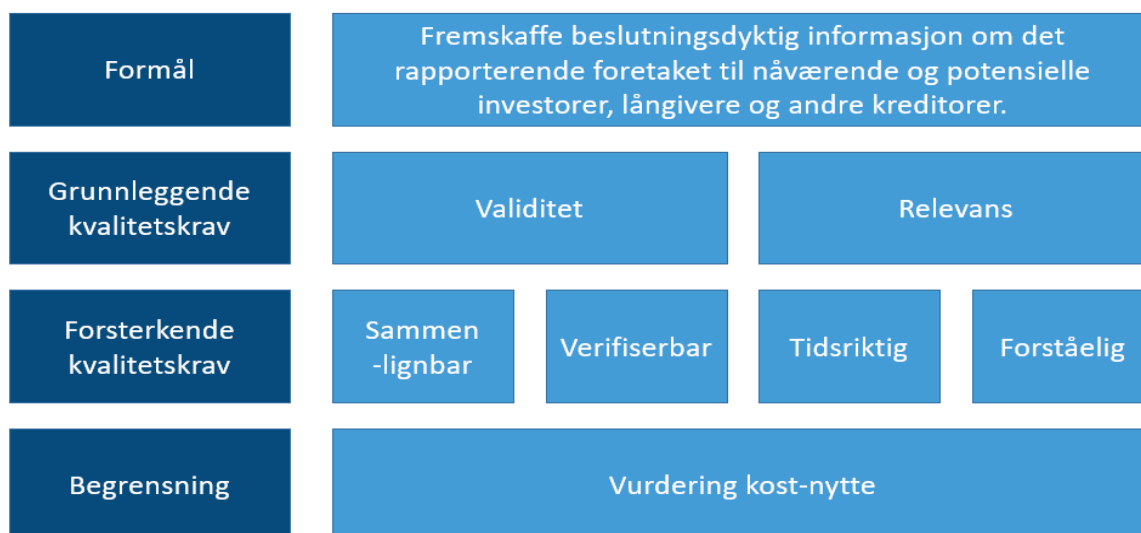 Formål
Fremskaffe beslutningsdyktig informasjon om det
rapporterende foretaket til nåværende og potensielle
investorer, långivere og andre kreditorer.
Grunnleggende
kvalitetskrav
Validitet
Relevans
Forsterkende
kvalitetskrav
Sammen
-lignbar
Verifiserbar
Tidsriktig
Forståelig
Begrensning
Vurdering kost-nytte